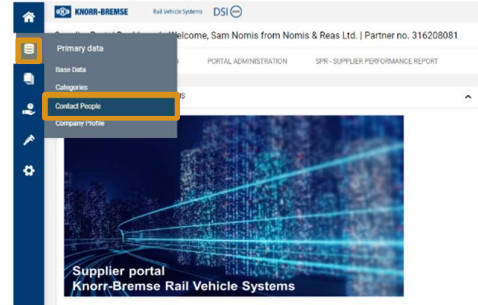 KNORR-BREMSE Rail Vehicle Systems DSI
Welcome, Sam Nomis from Nomis & Reas Ltd. | Partner no. 316208081
Primary data
PORTAL ADMINISTRATION SPR - SUPPLIER PERFORMANCE REPORT
Base Data
Categories
Contact People
Company Profile
Supplier portal
Knorr-Bremse Rail Vehicle Systems